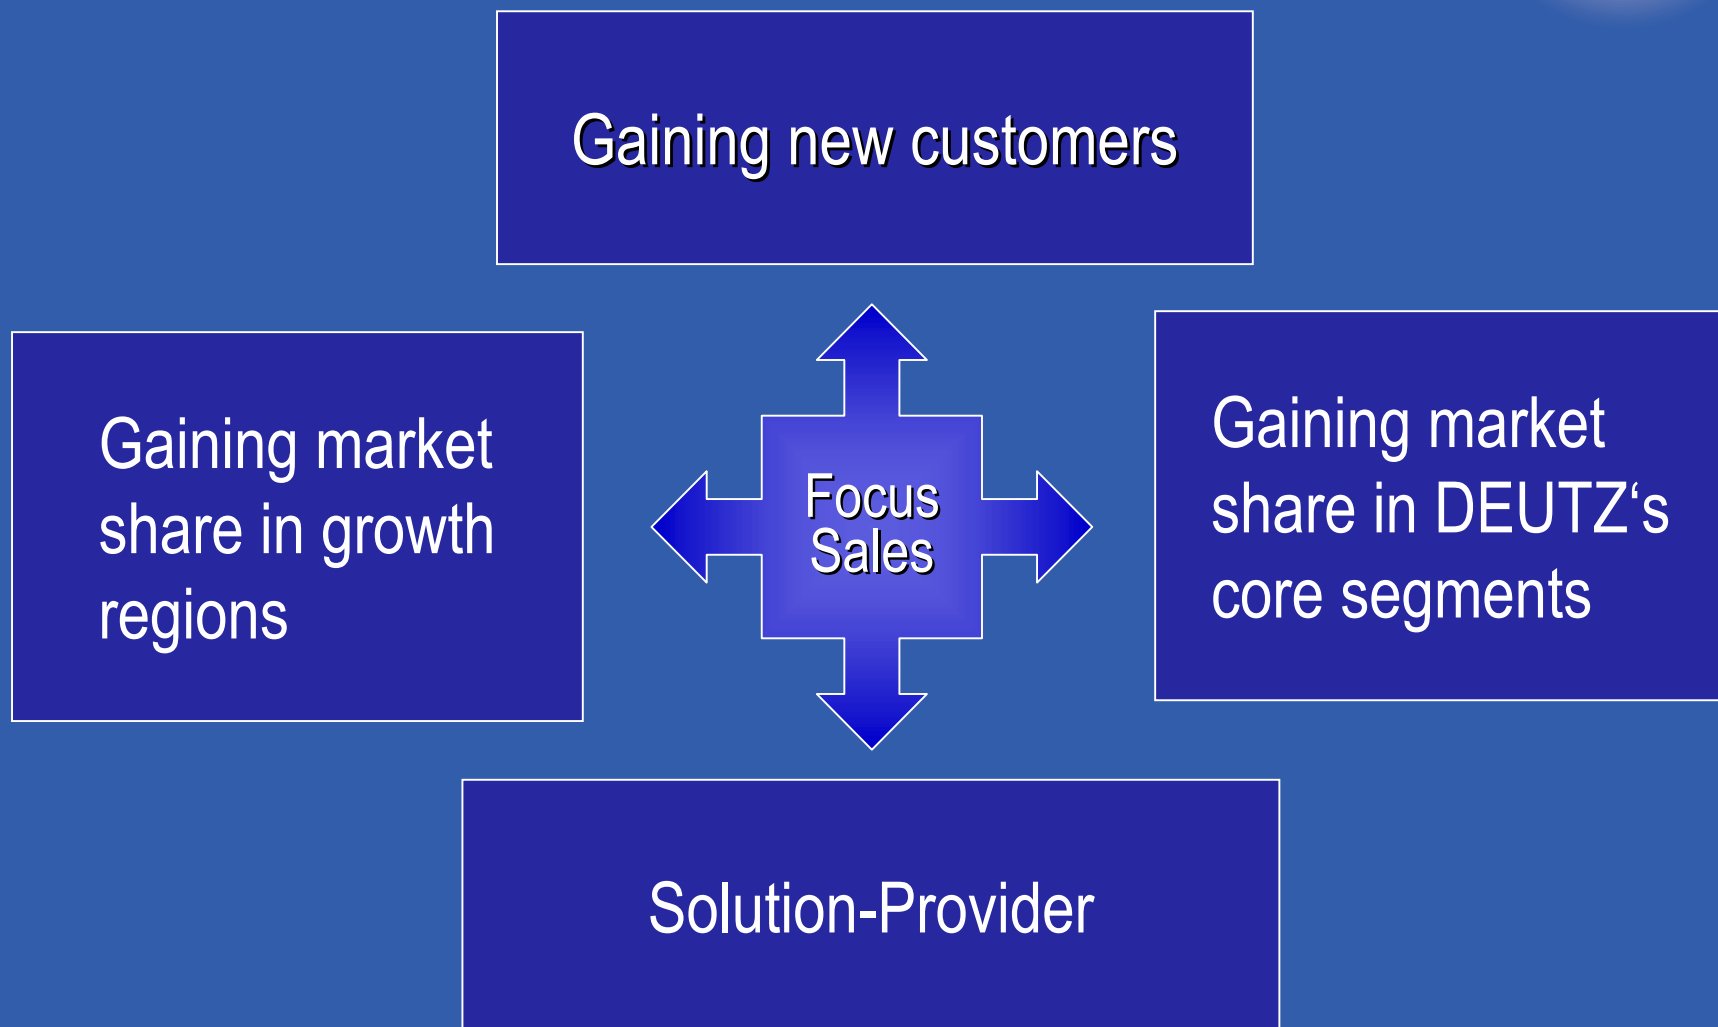 Gaining new customers
Gaining market
share in growth
regions
Focus
Sales
Gaining market
share in DEUTZ‘s
core segments
Solution-Provider